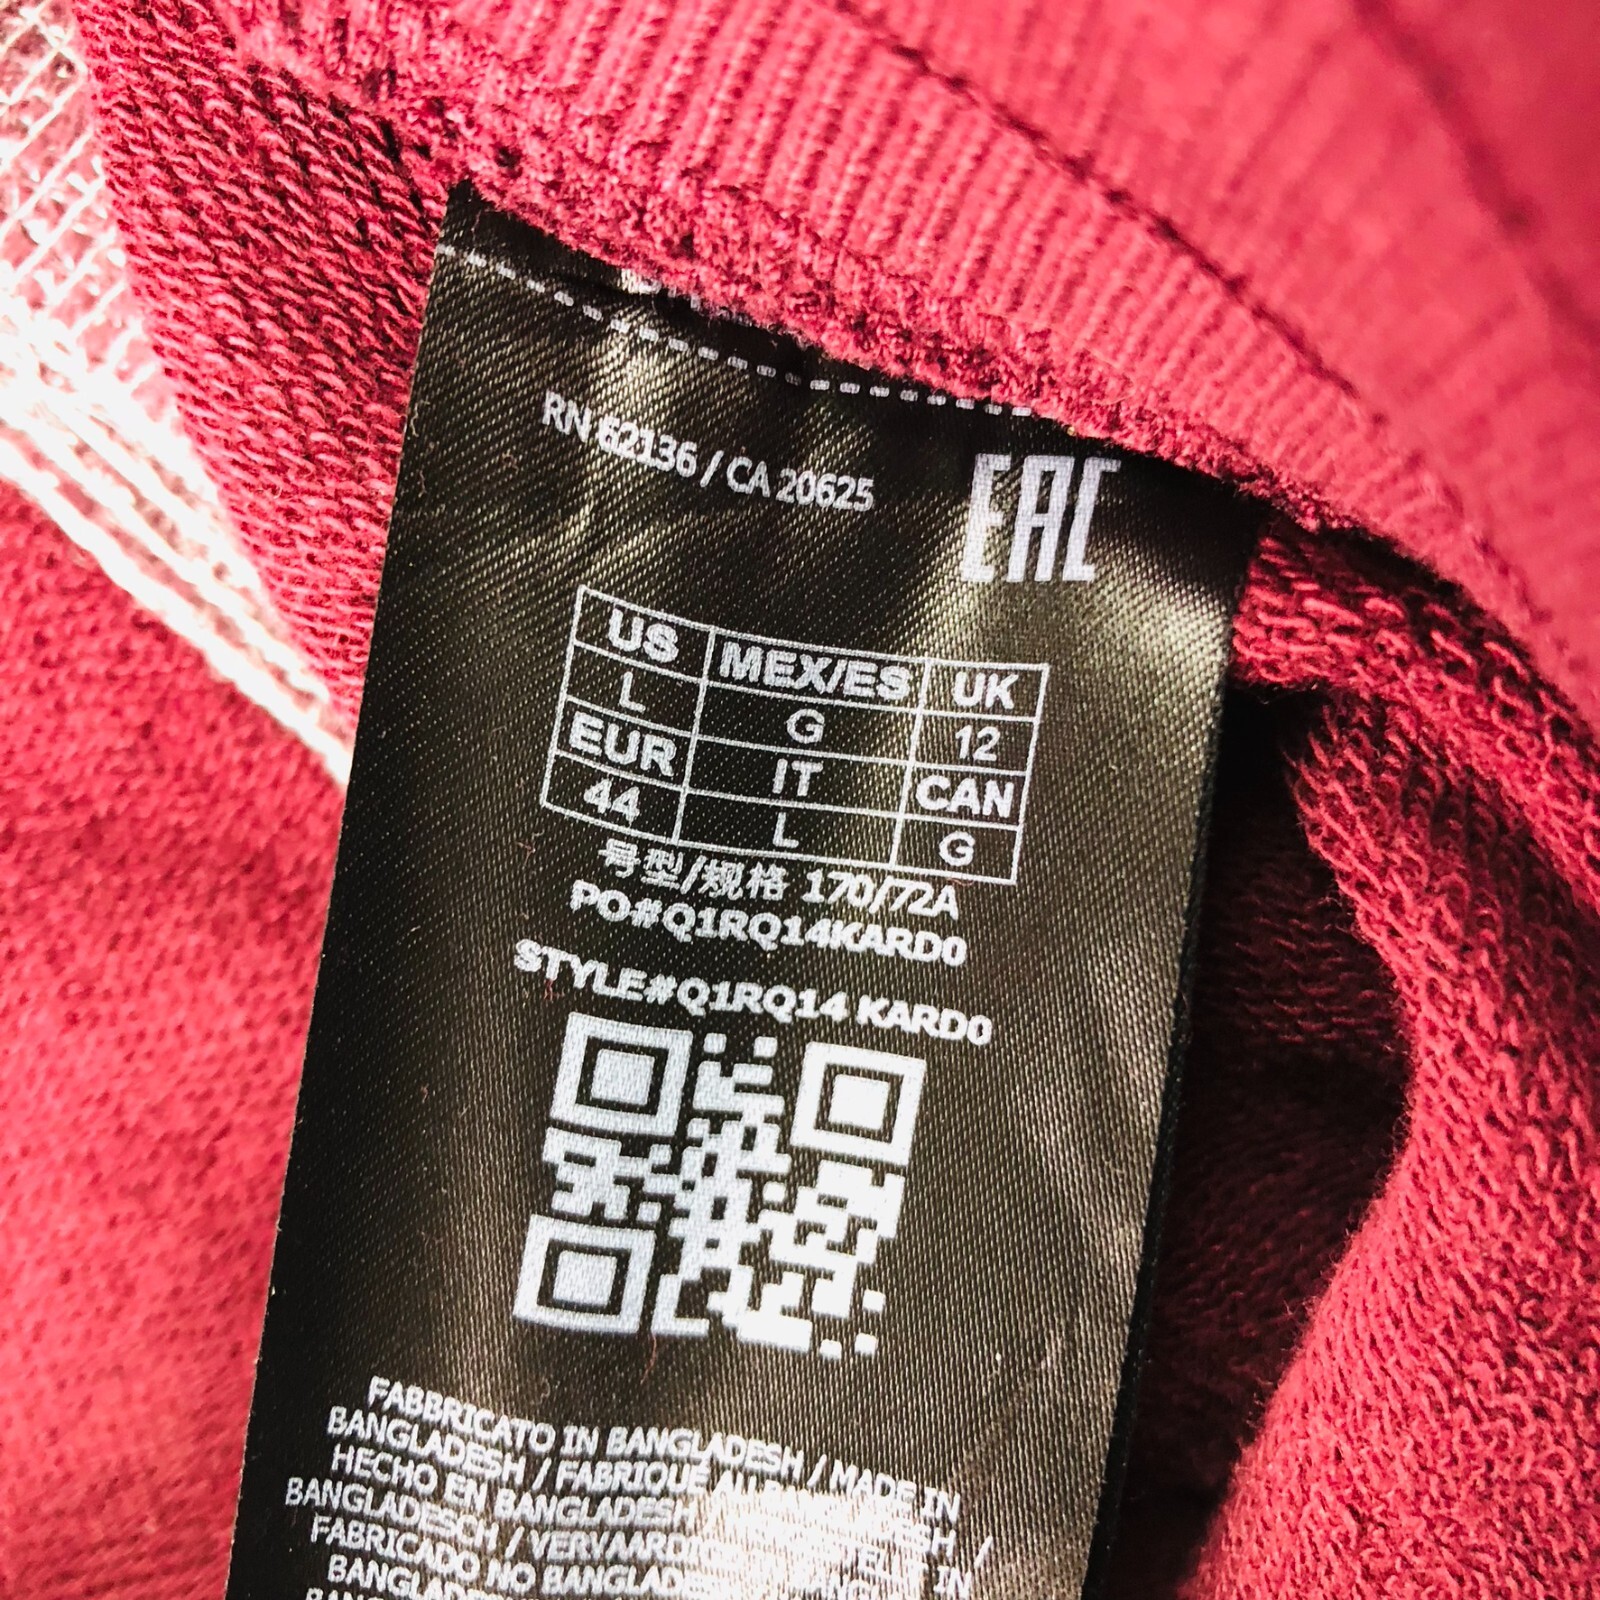 RN 62136 / CA 20625
EAC
US MEX/ES UK
L G 12
EUR IT CAN
44 L G
号型/规格 170/72A
PO#Q1RQ14KARD0
STYLE#Q1RQ14 KARD0
FABBRICATO IN BANGLADESH / MADE IN
BANGLADESH / FABRIQUÉ AU BANGLADESH /
HECHO EN BANGLADESH
BANGLADESCH / VERVAARDIGD IN
FABRICADO NO BANGLADESH